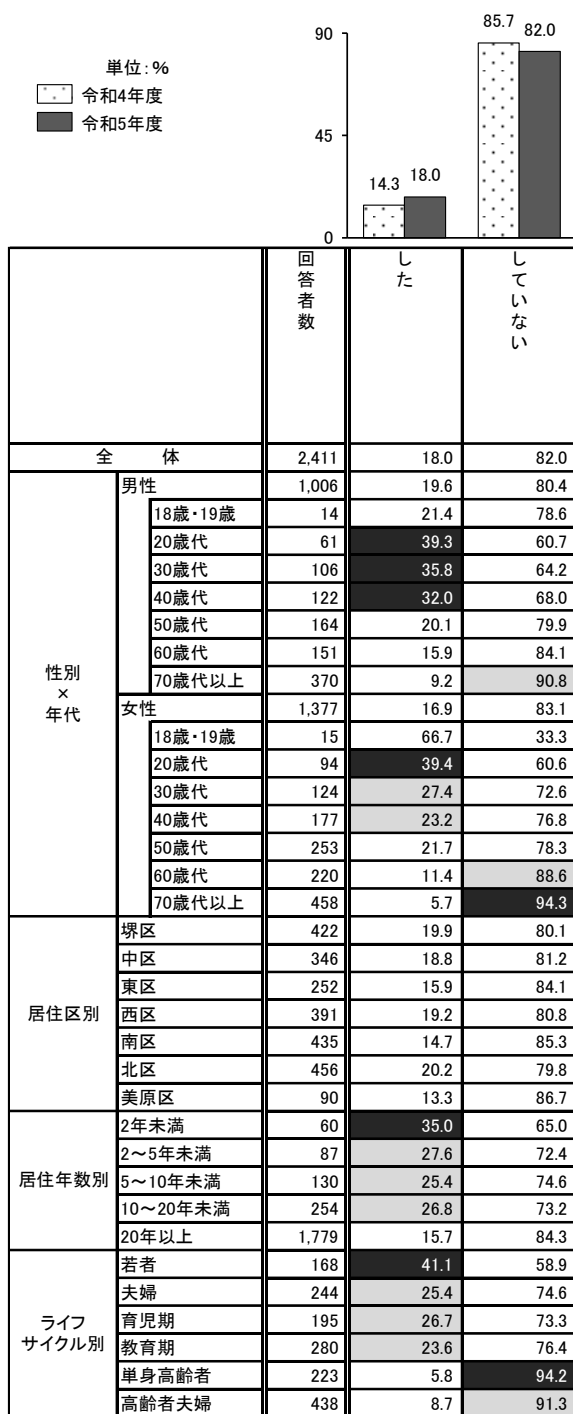 単位:%
令和4年度
令和5年度
90
45
0
14.3 18.0
85.7 82.0
回答者数 した していない
全体 2,411 18.0 82.0
性別×年代
男性 1,006 19.6 80.4
18歳・19歳 14 21.4 78.6
20歳代 61 39.3 60.7
30歳代 106 35.8 64.2
40歳代 122 32.0 68.0
50歳代 164 20.1 79.9
60歳代 151 15.9 84.1
70歳代以上 370 9.2 90.8
女性 1,377 16.9 83.1
18歳・19歳 15 66.7 33.3
20歳代 94 39.4 60.6
30歳代 124 27.4 72.6
40歳代 177 23.2 76.8
50歳代 253 21.7 78.3
60歳代 220 11.4 88.6
70歳代以上 458 5.7 94.3
居住区別
堺区 422 19.9 80.1
中区 346 18.8 81.2
東区 252 15.9 84.1
西区 391 19.2 80.8
南区 435 14.7 85.3
北区 456 20.2 79.8
美原区 90 13.3 86.7
居住年数別
2年未満 60 35.0 65.0
2～5年未満 87 27.6 72.4
5～10年未満 130 25.4 74.6
10～20年未満 254 26.8 73.2
20年以上 1,779 15.7 84.3
ライフサイクル別
若者 168 41.1 58.9
夫婦 244 25.4 74.6
育児期 195 26.7 73.3
教育期 280 23.6 76.4
単身高齢者 223 5.8 94.2
高齢者夫婦 438 8.7 91.3